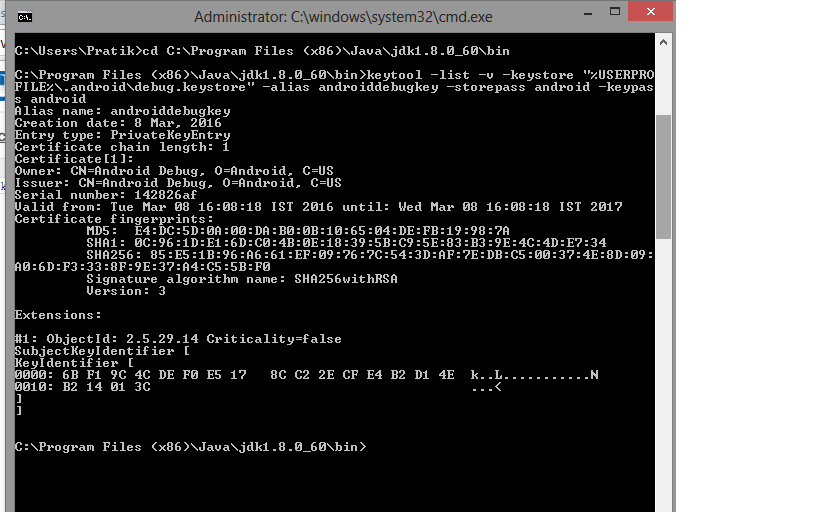 Administrator: C:\windows\system32\cmd.exe
C:\Users\Pratik>cd C:\Program Files (x86)\Java\jdk1.8.0_60\bin
C:\Program Files (x86)\Java\jdk1.8.0_60\bin>keytool -list -v -keystore "%USERPRO
FILE%\.android\debug.keystore" -alias androiddebugkey -storepass android -keypas
s android
Alias name: androiddebugkey
Creation date: 8 Mar, 2016
Entry type: PrivateKeyEntry
Certificate chain length: 1
Certificate[1]:
Owner: CN=Android Debug, O=Android, C=US
Issuer: CN=Android Debug, O=Android, C=US
Serial number: 142826af
Valid from: Tue Mar 08 16:08:18 IST 2016 until: Wed Mar 08 16:08:18 IST 2017
Certificate fingerprints:
MD5:  E4:DC:5D:0A:00:DA:B0:0B:10:65:04:DE:FB:19:98:7A
SHA1: 0C:96:1D:E1:6D:C0:4B:0E:18:39:5B:C9:5E:83:B3:9E:4C:4D:E7:34
SHA256: 85:E5:1B:96:A6:61:EF:09:76:7C:54:3D:AF:7E:DB:C5:00:37:4E:8D:09:
A0:6D:F3:33:8F:9E:37:A4:C5:5B:F0
Signature algorithm name: SHA256withRSA
Version: 3
Extensions:
#1: ObjectId: 2.5.29.14 Criticality=false
SubjectKeyIdentifier [
KeyIdentifier [
0000: 6B F1 9C 4C DE F0 E5 17   8C C2 2E CF E4 B2 D1 4E  k..L...........N
0010: B2 14 01 3C                                        ...<
]
]
C:\Program Files (x86)\Java\jdk1.8.0_60\bin>